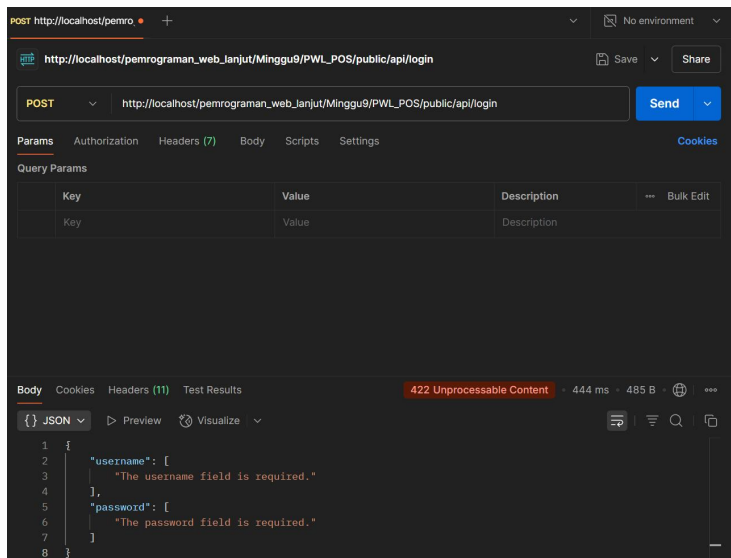 POST http://localhost/pemro. + No environment
HTTP http://localhost/pemrograman_web_lanjut/Minggu9/PWL_POS/public/api/login Save Share
POST http://localhost/pemrograman_web_lanjut/Minggu9/PWL_POS/public/api/login Send
Params Authorization Headers (7) Body Scripts Settings Cookies
Query Params
Key Value Description Bulk Edit
Key Value Description
Body Cookies Headers (11) Test Results 422 Unprocessable Content 444 ms 485 B
{} JSON Preview Visualize
1 {
2 "username": [
3 "The username field is required."
4 ],
5 "password": [
6 "The password field is required."
7 ]
8 }